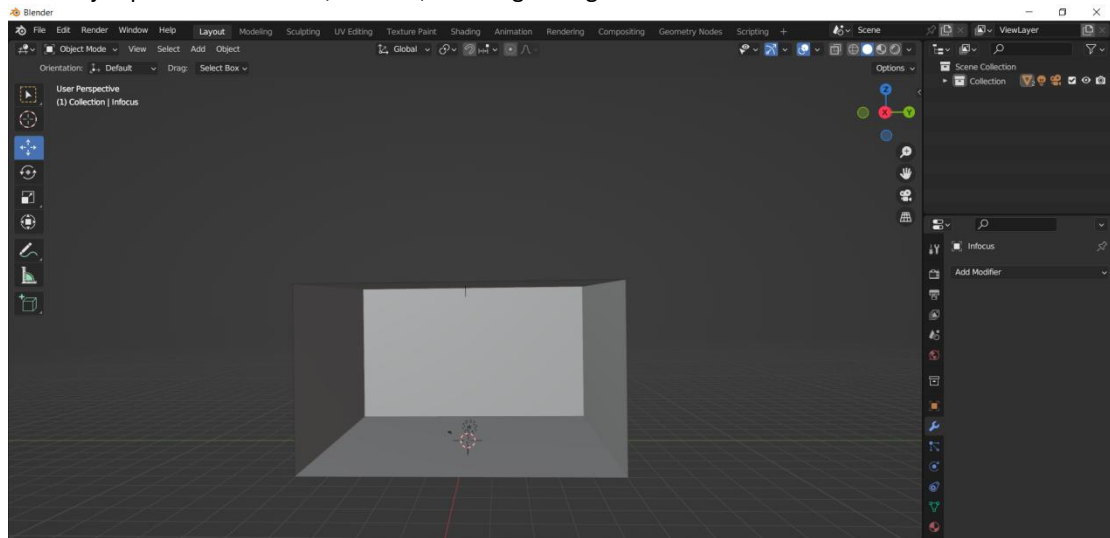 Blender
File Edit Render Window Help Layout Modeling Sculpting UV Editing Texture Paint Shading Animation Rendering Compositing Geometry Nodes Scripting + Scene ViewLayer
Object Mode View Select Add Object Global
Orientation: Default Drag: Select Box Options
User Perspective
(1) Collection | Infocus
Z
X
Y
Scene Collection
Collection 2
Infocus
Add Modifier